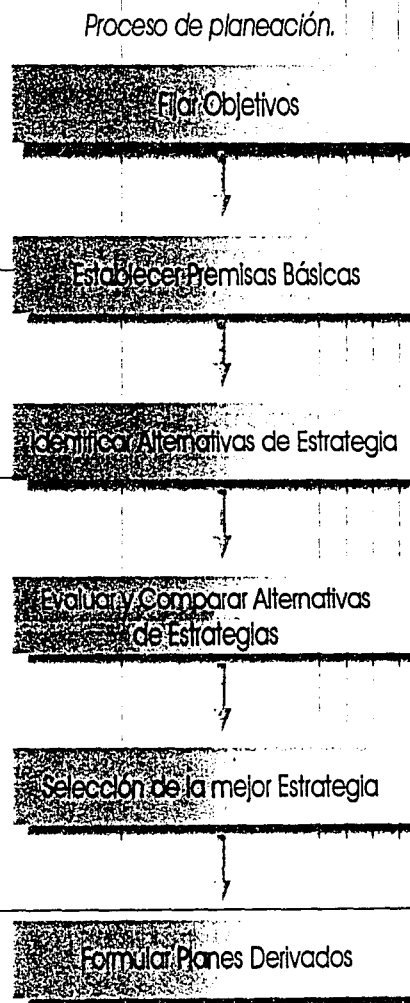 Proceso de planeación.
Fijar Objetivos
Establecer Premisas Básicas
Identificar Alternativas de Estrategia
Evaluar y Comparar Alternativas
de Estrategias
Selección de la mejor Estrategia
Formular Planes Derivados